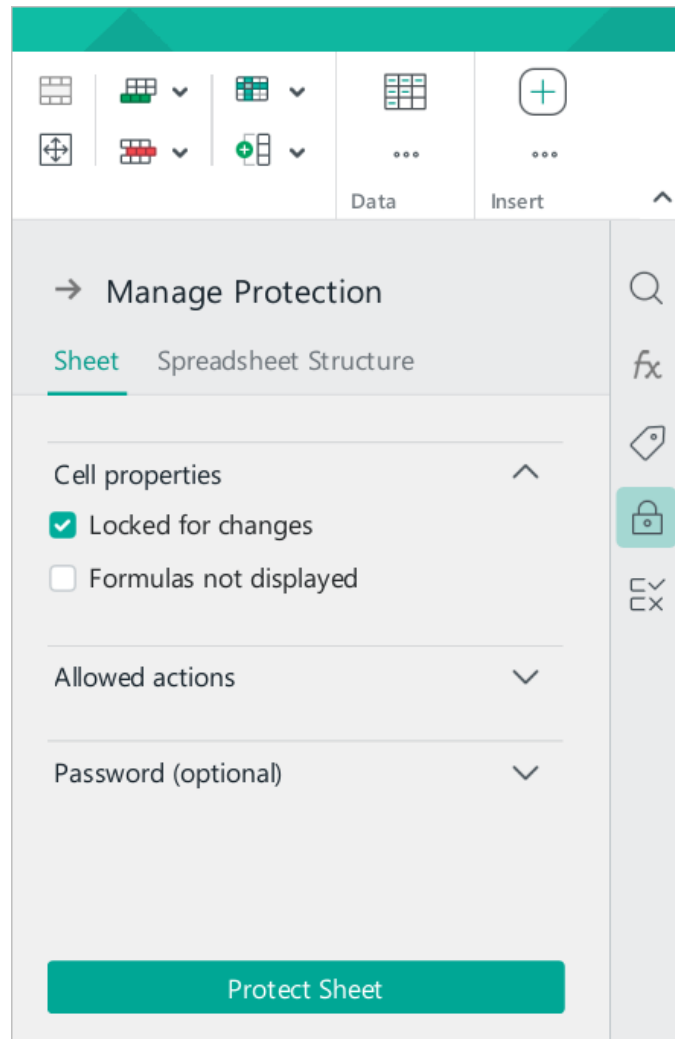 Data
Insert
Manage Protection
Sheet
Spreadsheet Structure
fx
Cell properties
Locked for changes
Formulas not displayed
Allowed actions
Password (optional)
Protect Sheet